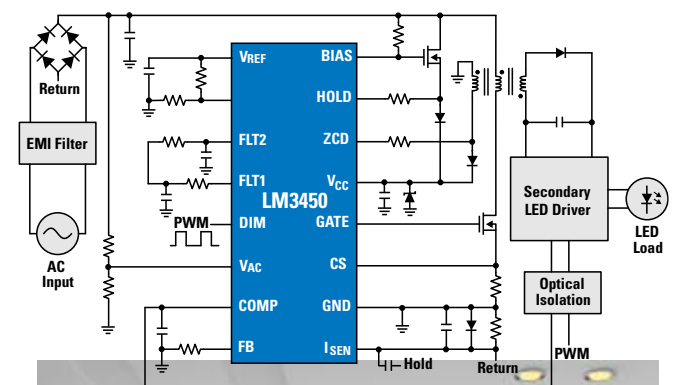 Return
EMI Filter
AC
Input
VREF
FLT2
FLT1
DIM
PWM
VAC
COMP
FB
LM3450
BIAS
HOLD
ZCD
VCC
GATE
CS
GND
ISEN
Hold
Return
Secondary
LED Driver
LED
Load
Optical
Isolation
PWM